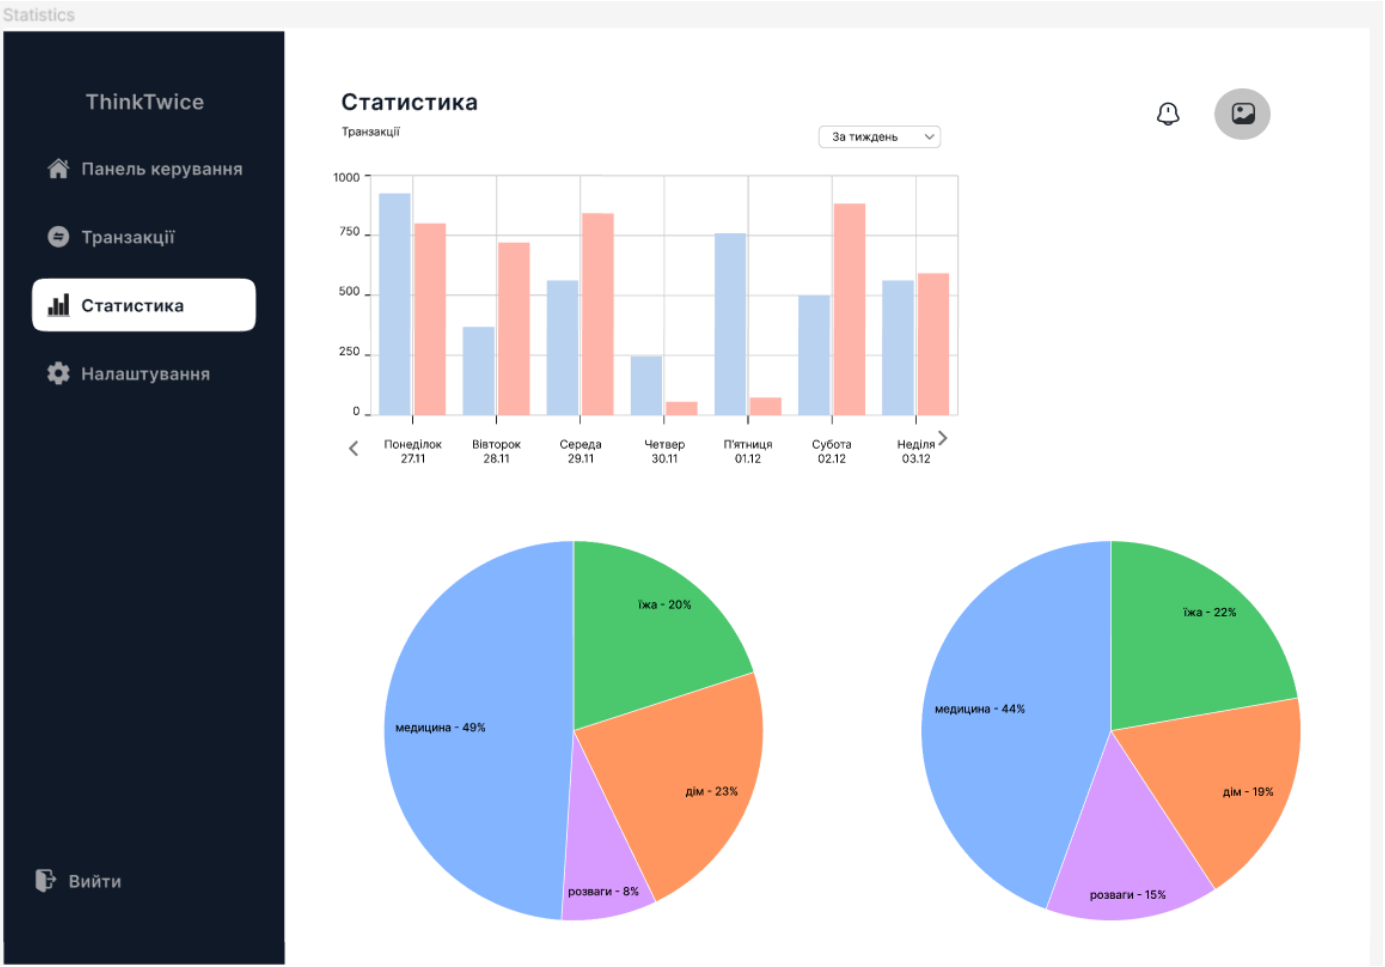 Statistics
ThinkTwice
Панель керування
Транзакції
Статистика
Налаштування
Вийти
Статистика
Транзакції
За тиждень
1000
750
500
250
0
Понеділок
27.11
Вівторок
28.11
Середа
29.11
Четвер
30.11
П'ятниця
01.12
Субота
02.12
Неділя
03.12
їжа - 20%
медицина - 49%
дім - 23%
розваги - 8%
їжа - 22%
медицина - 44%
дім - 19%
розваги - 15%